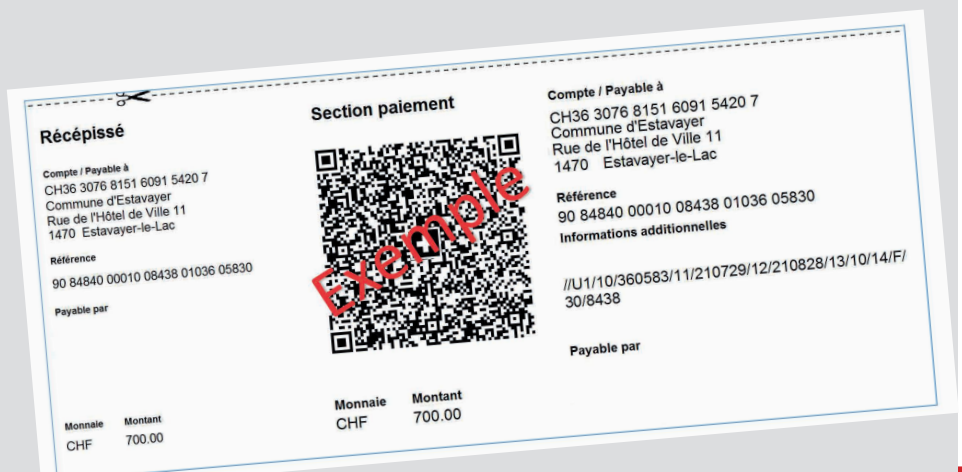 Récépissé
Compte / Payable à
CH36 3076 8151 6091 5420 7
Commune d'Estavayer
Rue de l'Hôtel de Ville 11
1470 Estavayer-le-Lac
Référence
90 84840 00010 08438 01036 05830
Payable par
Monnaie Montant
CHF 700.00
Section paiement
Exemple
Monnaie Montant
CHF 700.00
Compte / Payable à
CH36 3076 8151 6091 5420 7
Commune d'Estavayer
Rue de l'Hôtel de Ville 11
1470 Estavayer-le-Lac
Référence
90 84840 00010 08438 01036 05830
Informations additionnelles
//U1/10/360583/11/210729/12/210828/13/10/14/F/
30/8438
Payable par